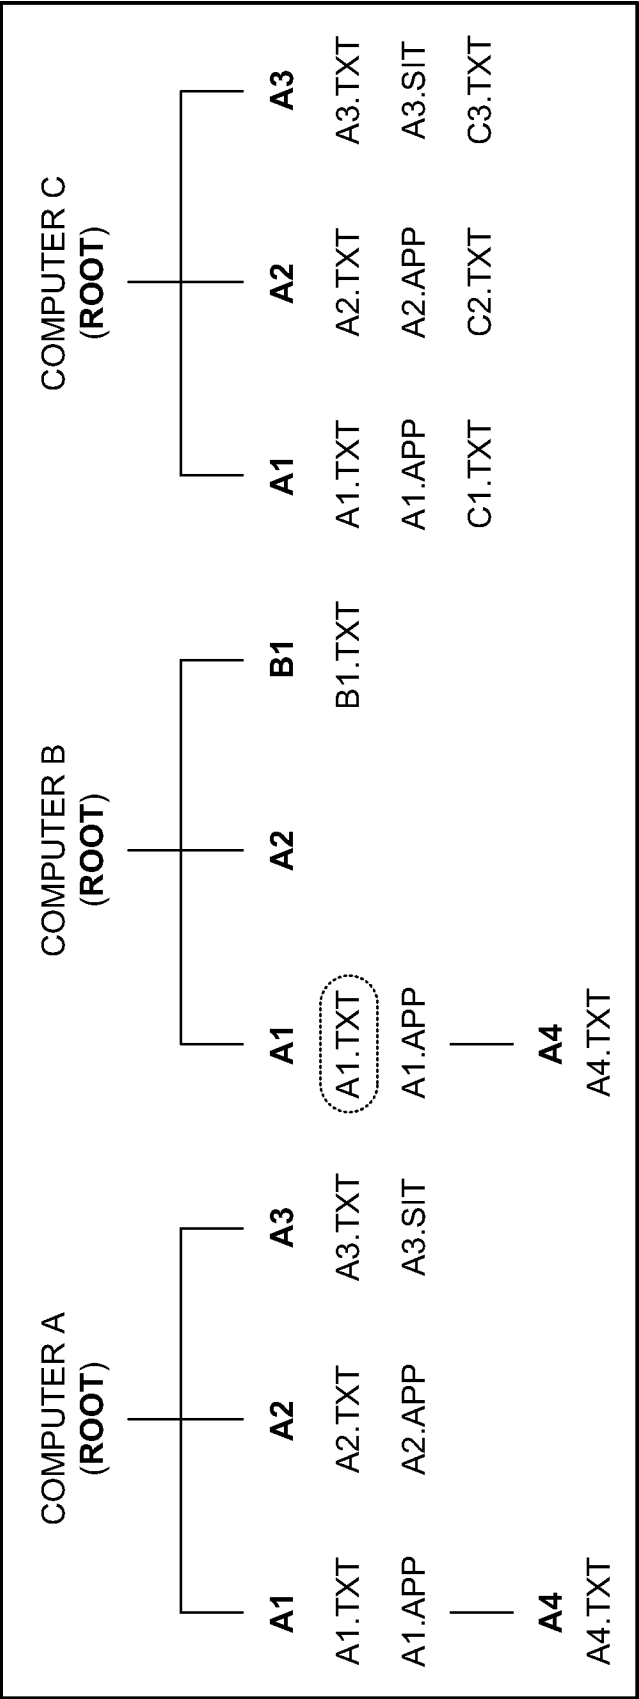 COMPUTER A
(ROOT)
A1
A1.TXT
A1.APP
A4
A4.TXT
A2
A2.TXT
A2.APP
A3
A3.TXT
A3.SIT
COMPUTER B
(ROOT)
A1
A1.TXT
A1.APP
A4
A4.TXT
A2
B1
B1.TXT
COMPUTER C
(ROOT)
A1
A1.TXT
A1.APP
C1.TXT
A2
A2.TXT
A2.APP
C2.TXT
A3
A3.TXT
A3.SIT
C3.TXT